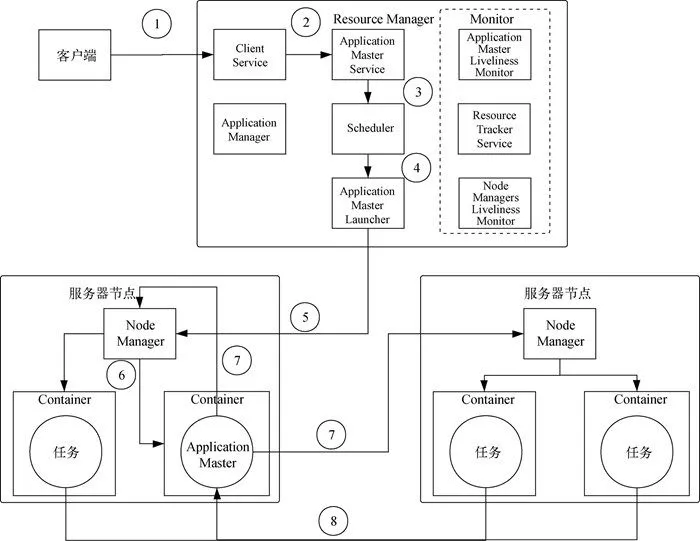 1
2
Resource Manager
Monitor
客户端
Client
Service
Application
Master
Service
Application
Master
Liveliness
Monitor
3
Application
Manager
Scheduler
Resource
Tracker
Service
4
Application
Master
Launcher
Node
Managers
Liveliness
Monitor
服务器节点
服务器节点
Node
Manager
5
Node
Manager
7
6
Container
Container
Container
Container
任务
Application
Master
7
任务
任务
8